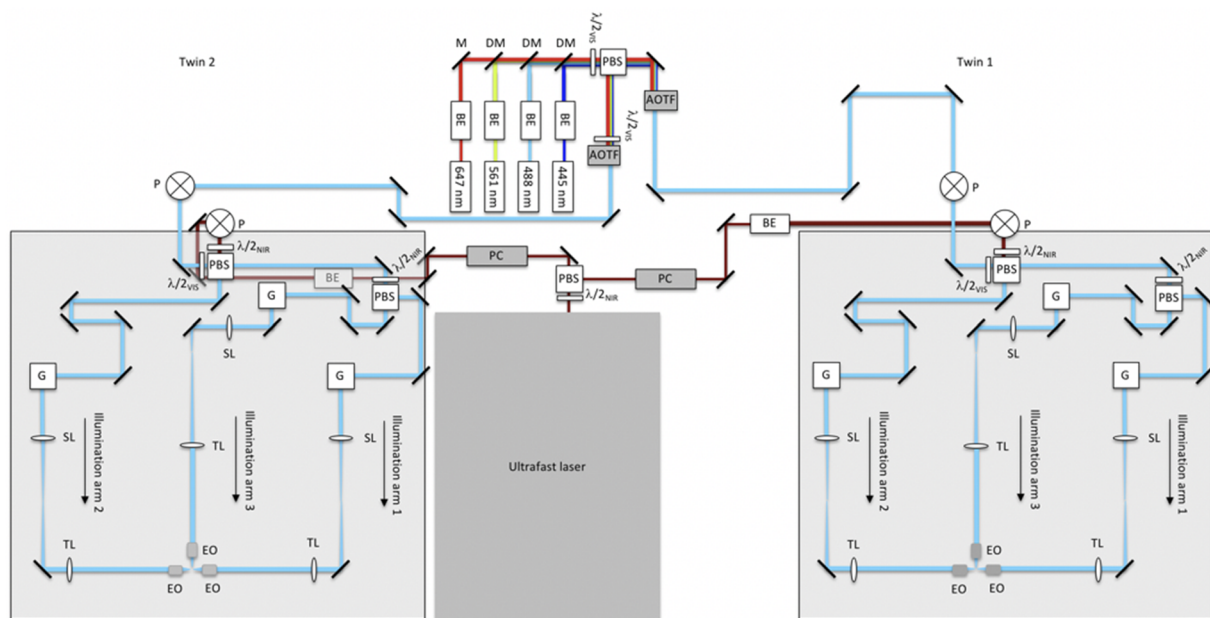 Twin 2
M
DM
DM
DM
λ/2VIS
PBS
Twin 1
BE
BE
BE
BE
λ/2VIS
AOTF
AOTF
647 nm
561 nm
488 nm
445 nm
P
P
P
λ/2NIR
PBS
λ/2VIS
BE
λ/2NIR
PBS
G
SL
G
G
SL
SL
TL
Illumination arm 2
Illumination arm 3
Illumination arm 1
TL
TL
EO
EO
EO
PC
PBS
λ/2NIR
PC
BE
Ultrafast laser
P
λ/2NIR
PBS
λ/2VIS
λ/2NIR
PBS
G
SL
G
G
SL
SL
TL
Illumination arm 2
Illumination arm 3
Illumination arm 1
TL
TL
EO
EO
EO